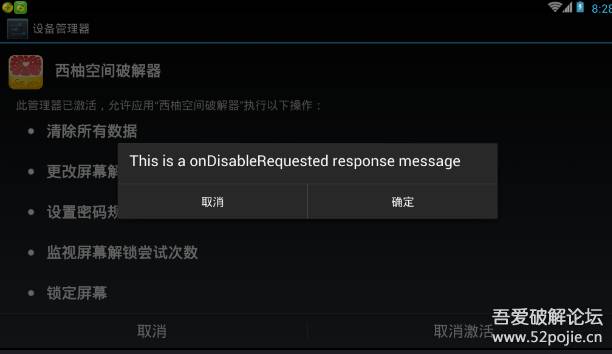 8:28
设备管理器
西柚空间破解器
此管理器已激活，允许应用“西柚空间破解器”执行以下操作：
• 清除所有数据
• 更改屏幕解
This is a onDisableRequested response message
取消 确定
• 设置密码规
• 监视屏幕解锁尝试次数
• 锁定屏幕
取消 取消激活
吾爱破解论坛
www.52pojie.cn